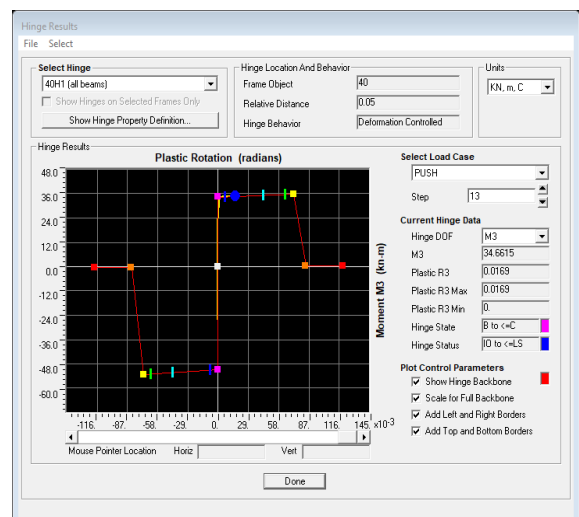 Hinge Results
File Select
Select Hinge
40H1 (all beams)
Show Hinges on Selected Frames Only
Show Hinge Property Definition...
Hinge Location And Behavior
Frame Object 40
Relative Distance 0.05
Hinge Behavior Deformation Controlled
Units
KN, m, C
Hinge Results
Plastic Rotation (radians)
48.0
36.0
24.0
12.0
0.0
-12.0
-24.0
-36.0
-48.0
-60.0
Moment M3 (kn-m)
-116. -87. -58. -29. 0. 29. 58. 87. 116. 145. x10-3
Mouse Pointer Location Horiz Vert
Select Load Case
PUSH
Step 13
Current Hinge Data
Hinge DOF M3
M3 34.6615
Plastic R3 0.0169
Plastic R3 Max 0.0169
Plastic R3 Min 0.
Hinge State B to <=C
Hinge Status IO to <=LS
Plot Control Parameters
Show Hinge Backbone
Scale for Full Backbone
Add Left and Right Borders
Add Top and Bottom Borders
Done